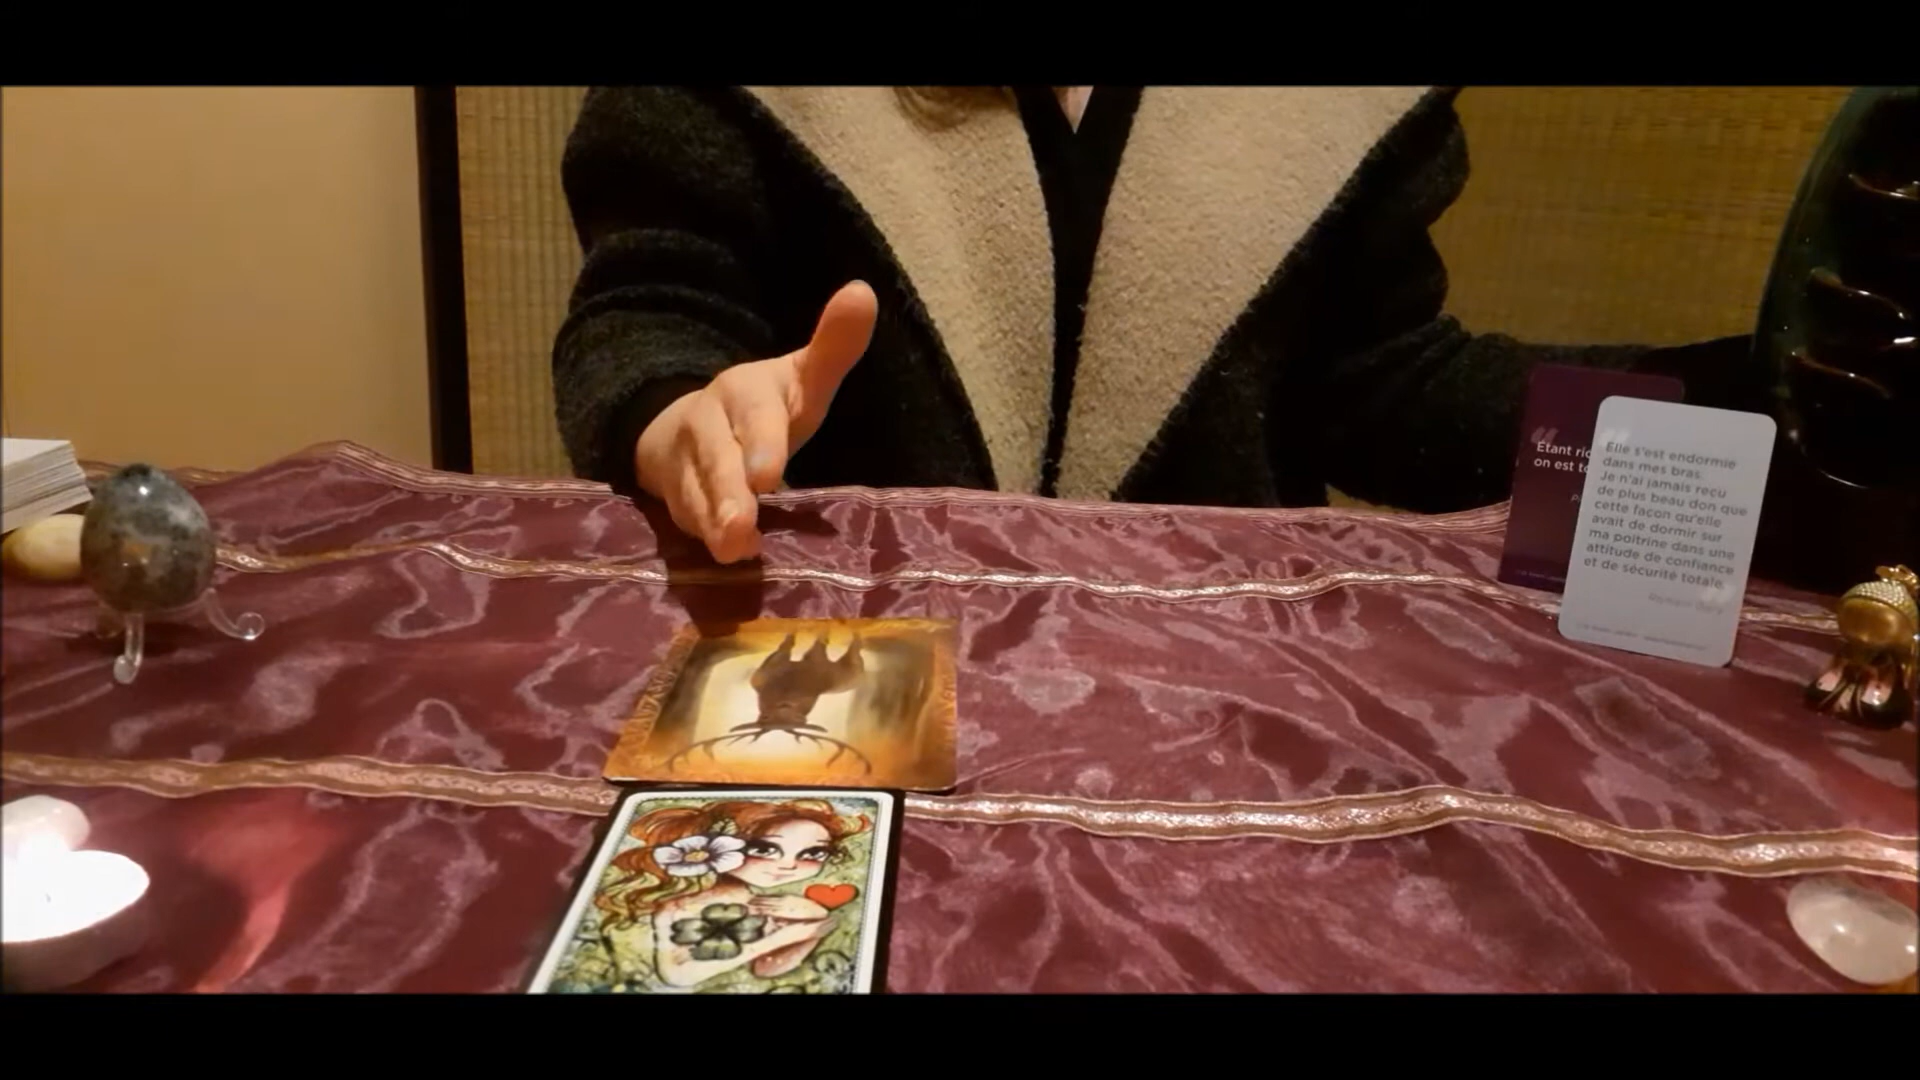 Étant ric
on est to
Elle s'est endormie
dans mes bras.
Je n'ai jamais reçu
de plus beau don que
cette façon qu'elle
avait de dormir sur
ma poitrine dans une
attitude de confiance
et de sécurité totale.